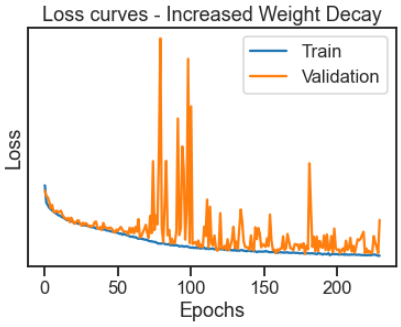 Loss curves - Increased Weight Decay
Train
Validation
Loss
0 50 100 150 200
Epochs